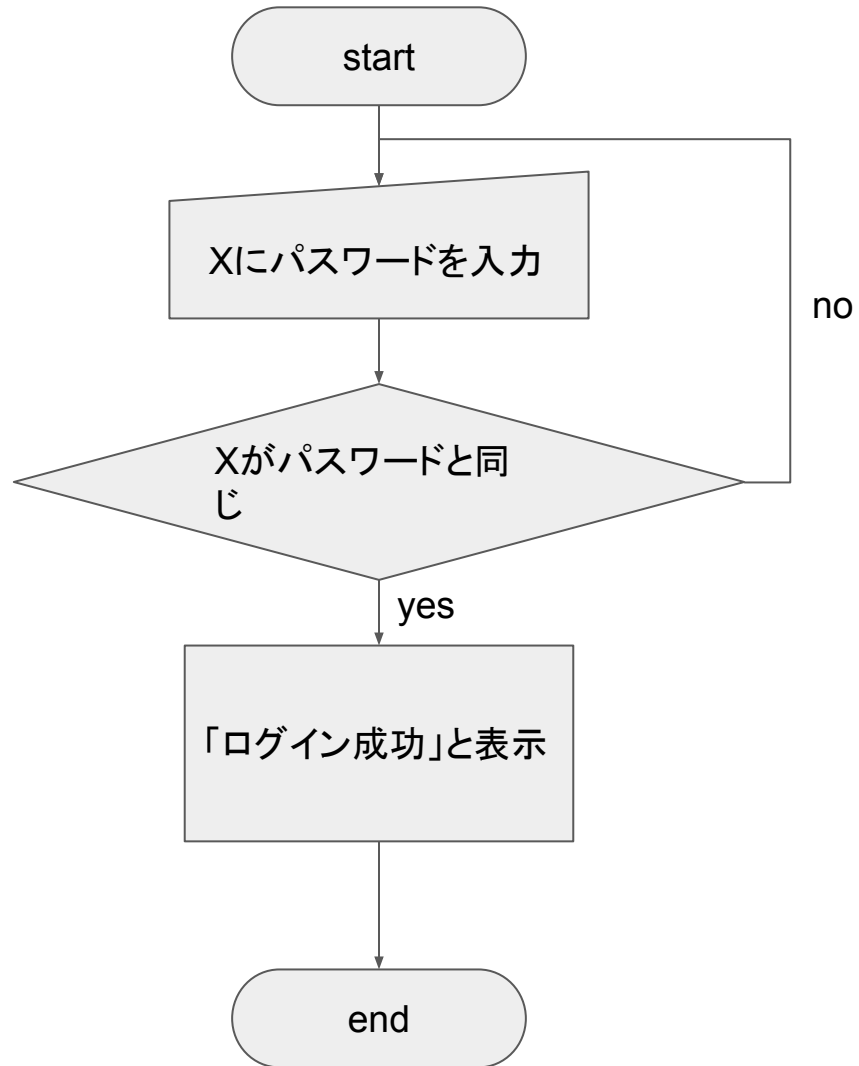 start
Xにパスワードを入力
no
Xがパスワードと同
じ
yes
「ログイン成功」と表示
end